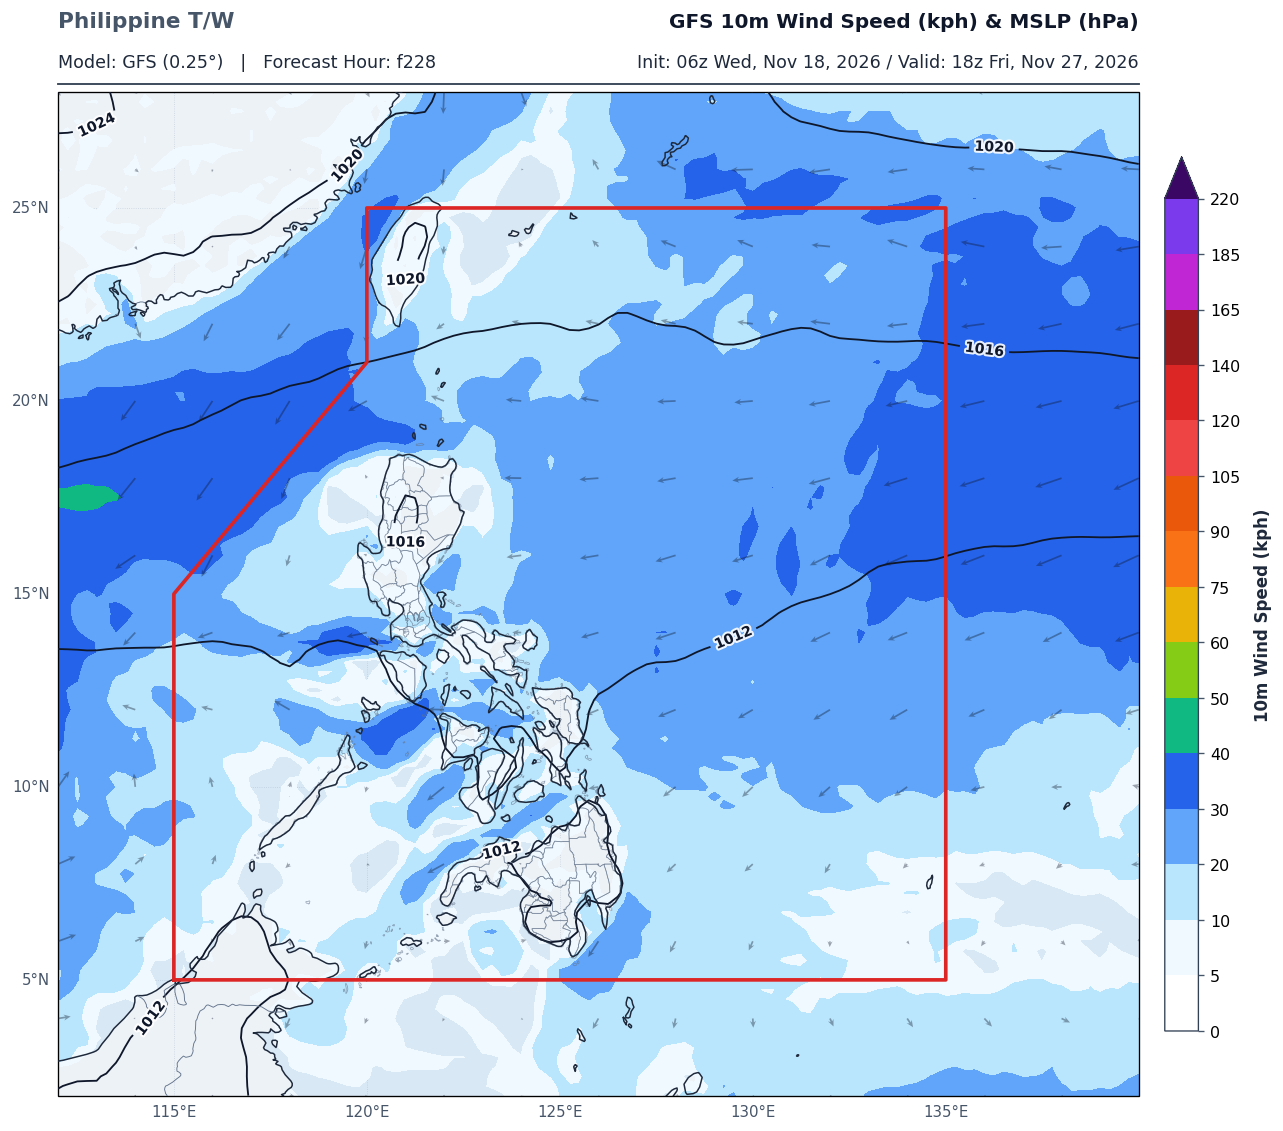 Philippine T/W
GFS 10m Wind Speed (kph) & MSLP (hPa)
Model: GFS (0.25°) | Forecast Hour: f228
Init: 06z Wed, Nov 18, 2026 / Valid: 18z Fri, Nov 27, 2026
1024
1020
1020
1020
1016
1016
1012
1012
1012
25°N
20°N
15°N
10°N
5°N
115°E
120°E
125°E
130°E
135°E
220
185
165
140
120
105
90
75
60
50
40
30
20
10
5
0
10m Wind Speed (kph)